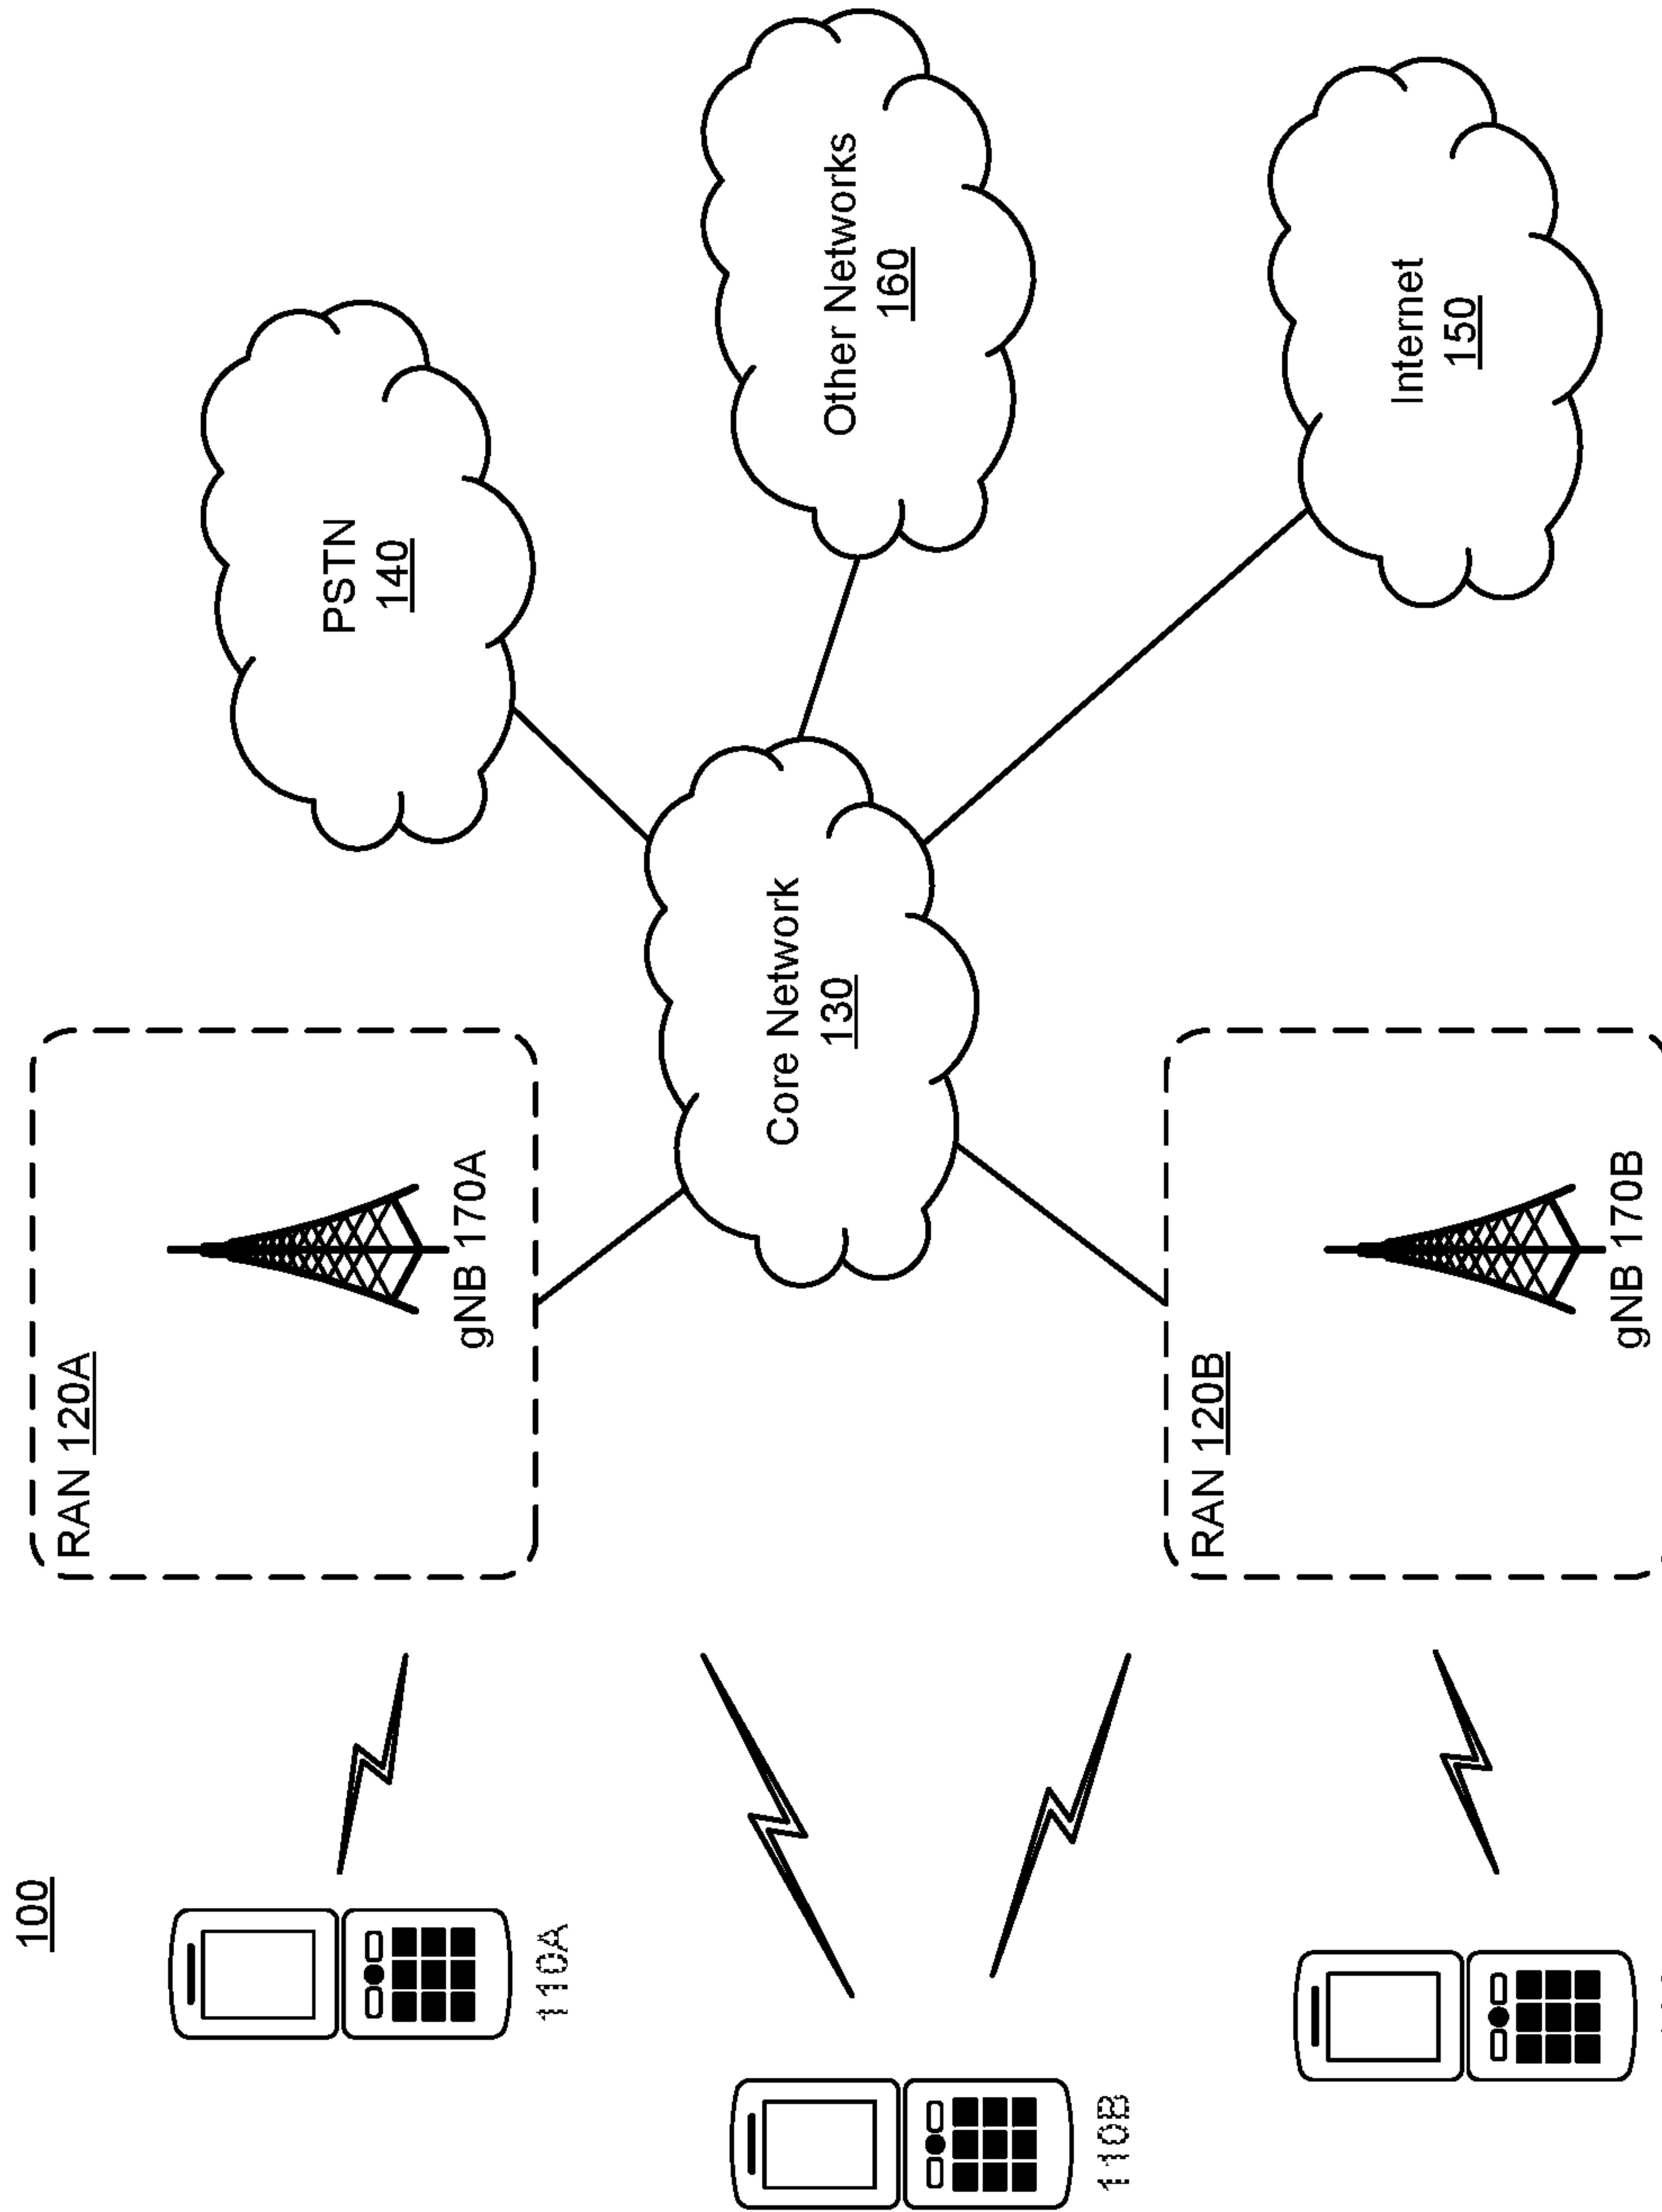 100
110A
110B
RAN 120A
gNB 170A
RAN 120B
gNB 170B
Core Network
130
PSTN
140
Other Networks
160
Internet
150